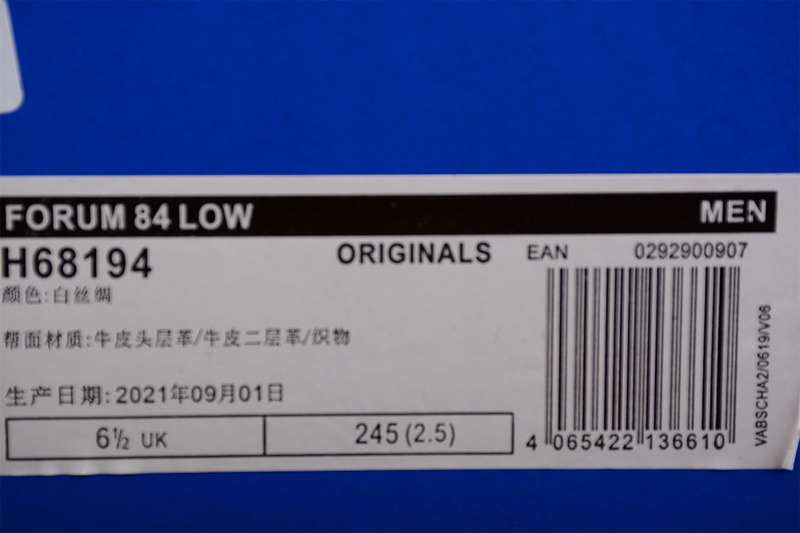 FORUM 84 LOW MEN
H68194 ORIGINALS EAN 0292900907
颜色:白丝绸
帮面材质:牛皮头层革/牛皮二层革/织物
生产日期:2021年09月01日
6½ UK 245(2.5)
4 065422 136610
VABSCHA2/0619/V06